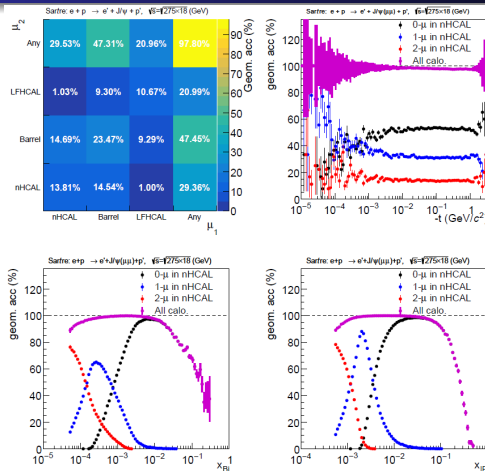 Sartre: e + p → e' + J/ψ + p', √s=√275×18 (GeV)
μ2
Any
LFHCAL
Barrel
nHCAL
29.53% 47.31% 20.96%
1.03% 9.30% 10.67% 20.99%
14.69% 23.47% 9.29% 47.45%
13.81% 14.54% 1.00% 29.36%
nHCAL Barrel LFHCAL Any
μ1
90
80
70
60
50
40
30
20
10
0
Geom. acc (%)
Sartre: e + p → e' + J/ψ(μμ) + p', √s=√275×18 (GeV)
0-μ in nHCAL
1-μ in nHCAL
2-μ in nHCAL
All calo.
geom. acc (%)
120
100
80
60
40
20
0
10⁻⁵ 10⁻⁴ 10⁻³ 10⁻² 10⁻¹ 1
-t (GeV/c²
Sartre: e+p → e'+J/ψ(μμ)+p', √s=√275×18 (GeV)
0-μ in nHCAL
1-μ in nHCAL
2-μ in nHCAL
All calo.
geom. acc (%)
120
100
80
60
40
20
0
10⁻⁵ 10⁻⁴ 10⁻³ 10⁻² 10⁻¹ 1
xBj
Sartre: e+p → e'+J/ψ(μμ)+p', √s=√275×18 (GeV)
0-μ in nHCAL
1-μ in nHCAL
2-μ in nHCAL
All calo.
geom. acc (%)
120
100
80
60
40
20
0
10⁻⁵ 10⁻⁴ 10⁻³ 10⁻² 10⁻¹ 1